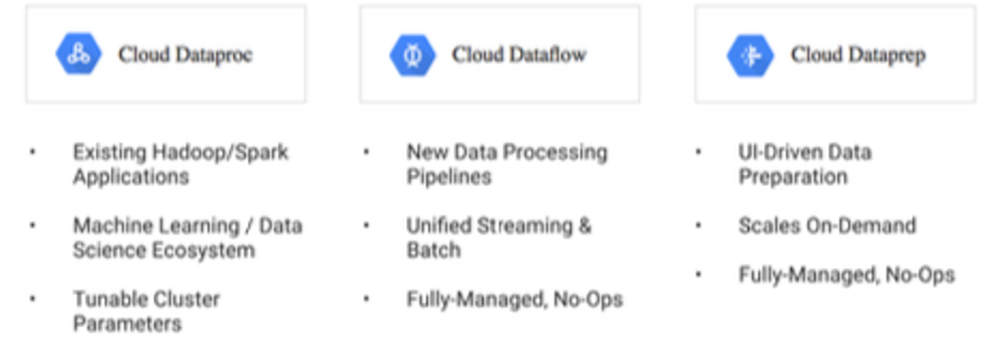 Cloud Dataproc
• Existing Hadoop/Spark
Applications
• Machine Learning / Data
Science Ecosystem
• Tunable Cluster
Parameters
Cloud Dataflow
• New Data Processing
Pipelines
• Unified Streaming &
Batch
• Fully-Managed, No-Ops
Cloud Dataprep
• UI-Driven Data
Preparation
• Scales On-Demand
• Fully-Managed, No-Ops